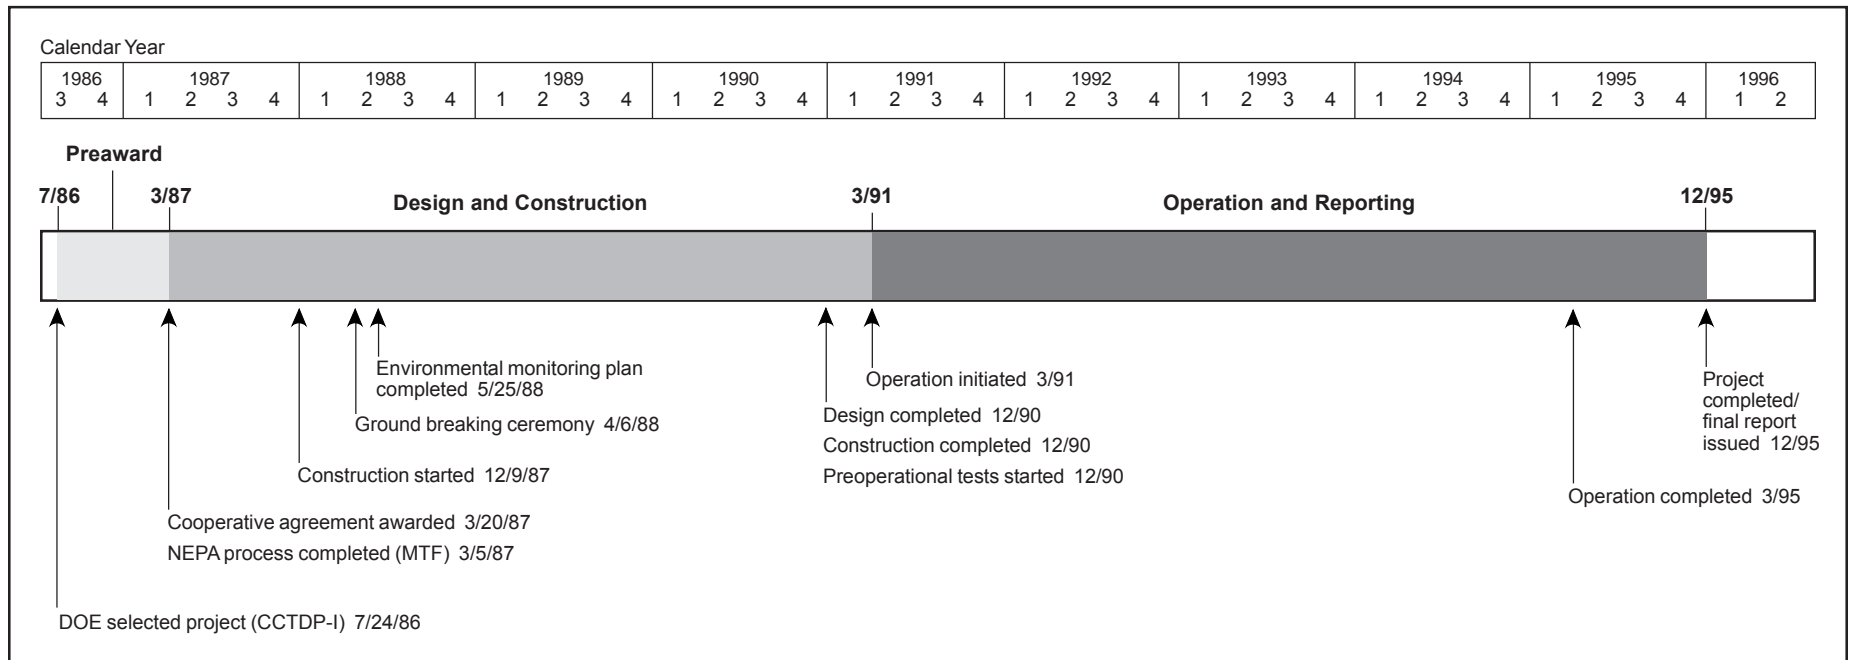 Calendar Year
1986 1987 1988 1989 1990 1991 1992 1993 1994 1995 1996
3 4 1 2 3 4 1 2 3 4 1 2 3 4 1 2 3 4 1 2 3 4 1 2 3 4 1 2 3 4 1 2 3 4 1 2 3 4 1 2
Preaward
7/86 3/87 Design and Construction 3/91 Operation and Reporting 12/95
Environmental monitoring plan
completed 5/25/88
Ground breaking ceremony 4/6/88
Construction started 12/9/87
Cooperative agreement awarded 3/20/87
NEPA process completed (MTF) 3/5/87
DOE selected project (CCTDP-I) 7/24/86
Operation initiated 3/91
Design completed 12/90
Construction completed 12/90
Preoperational tests started 12/90
Project
completed/
final report
issued 12/95
Operation completed 3/95